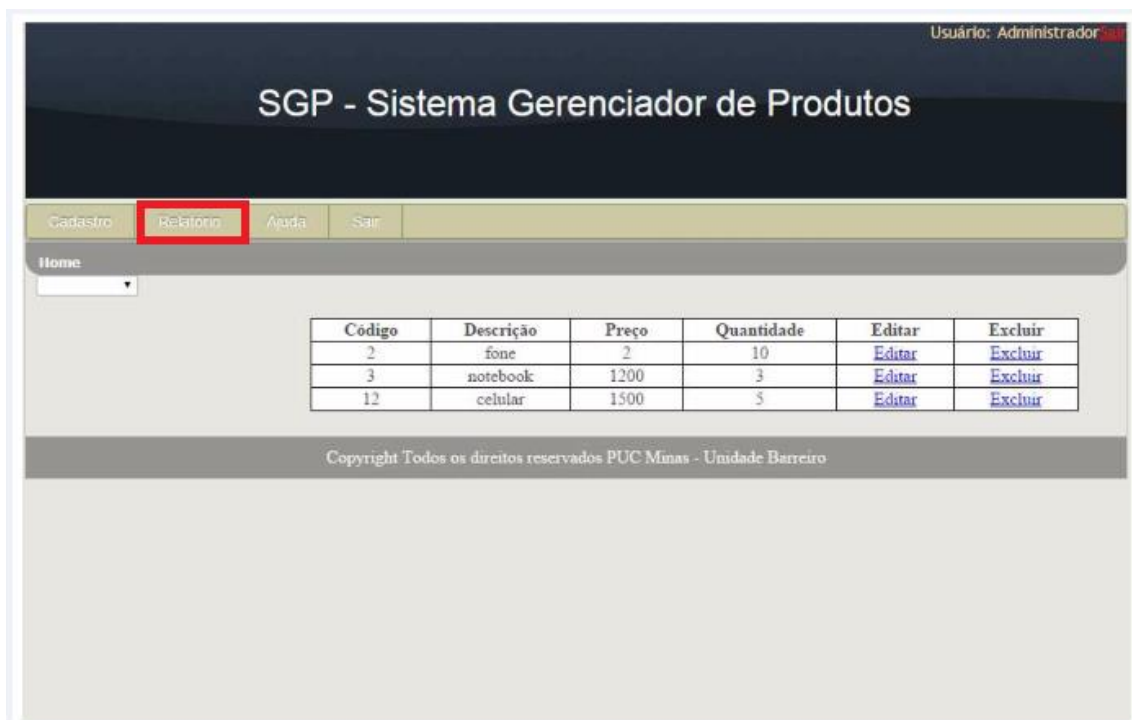 Usuário: AdministradorSair
SGP - Sistema Gerenciador de Produtos
Cadastro Relatório Ajuda Sair
Home
Código Descrição Preço Quantidade Editar Excluir
2 fone 2 10 Editar Excluir
3 notebook 1200 3 Editar Excluir
12 celular 1500 5 Editar Excluir
Copyright Todos os direitos reservados PUC Minas - Unidade Barreiro